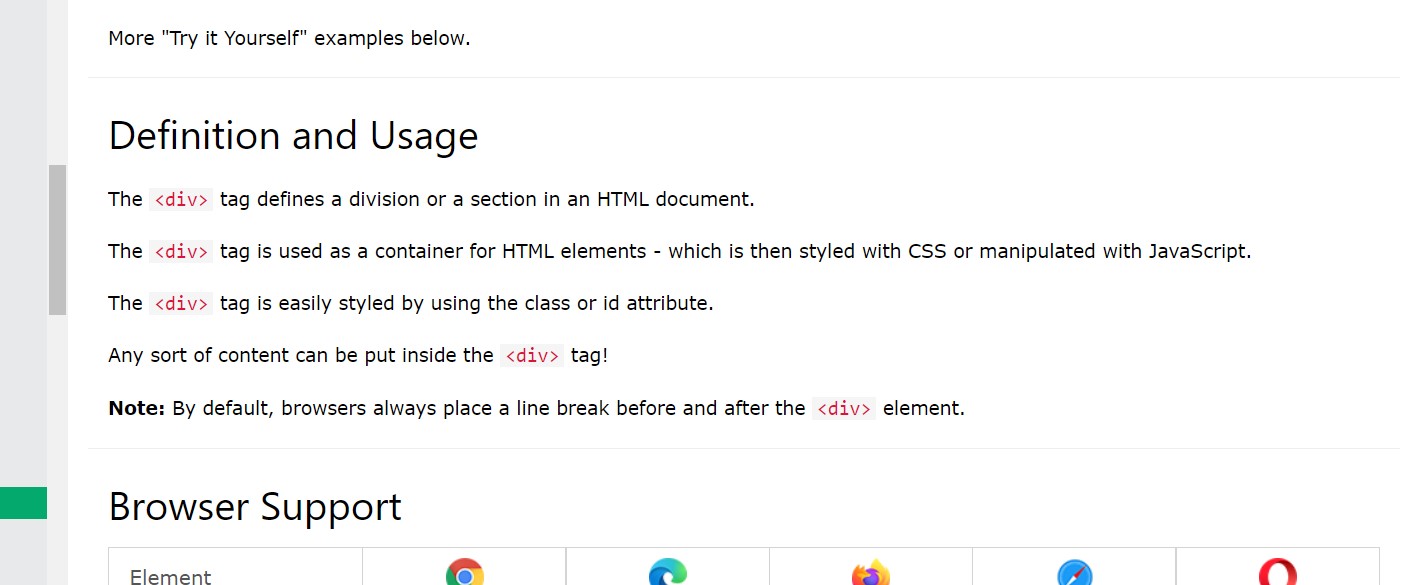 More "Try it Yourself" examples below.
Definition and Usage
The <div> tag defines a division or a section in an HTML document.
The <div> tag is used as a container for HTML elements - which is then styled with CSS or manipulated with JavaScript.
The <div> tag is easily styled by using the class or id attribute.
Any sort of content can be put inside the <div> tag!
Note: By default, browsers always place a line break before and after the <div> element.
Browser Support
Element